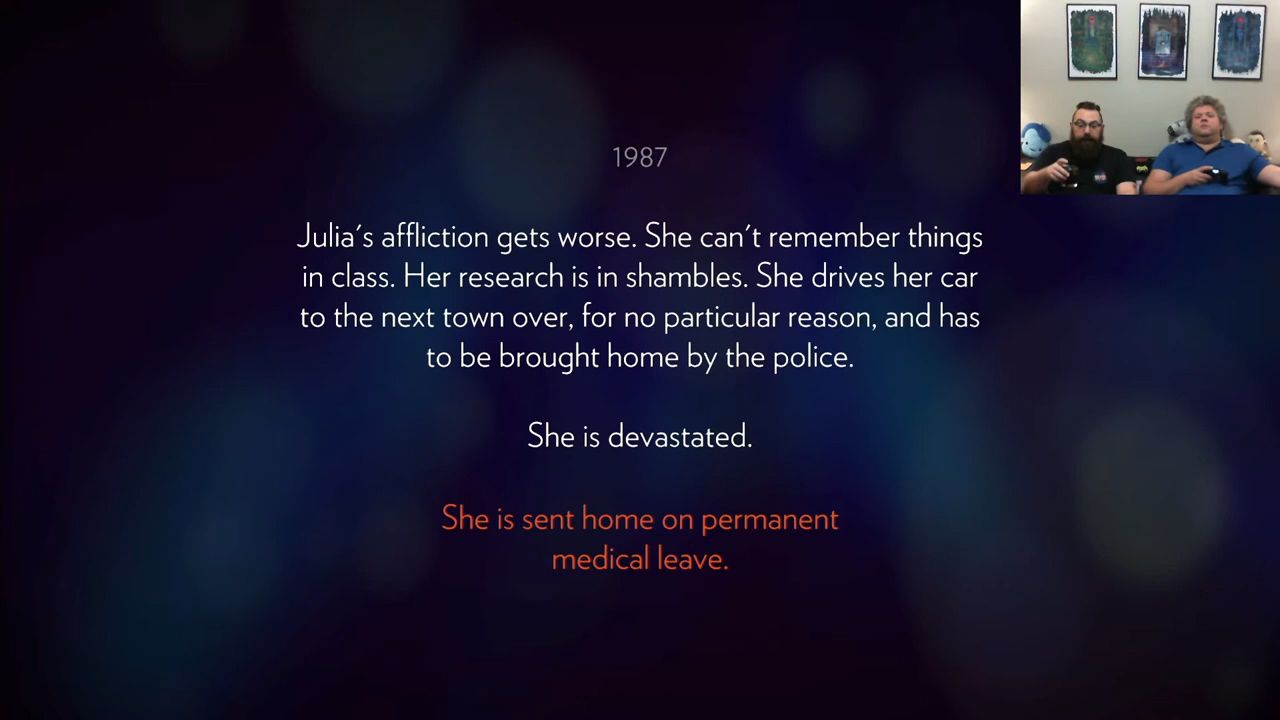 1987
Julia's affliction gets worse. She can't remember things
in class. Her research is in shambles. She drives her car
to the next town over, for no particular reason, and has
to be brought home by the police.
She is devastated.
She is sent home on permanent
medical leave.